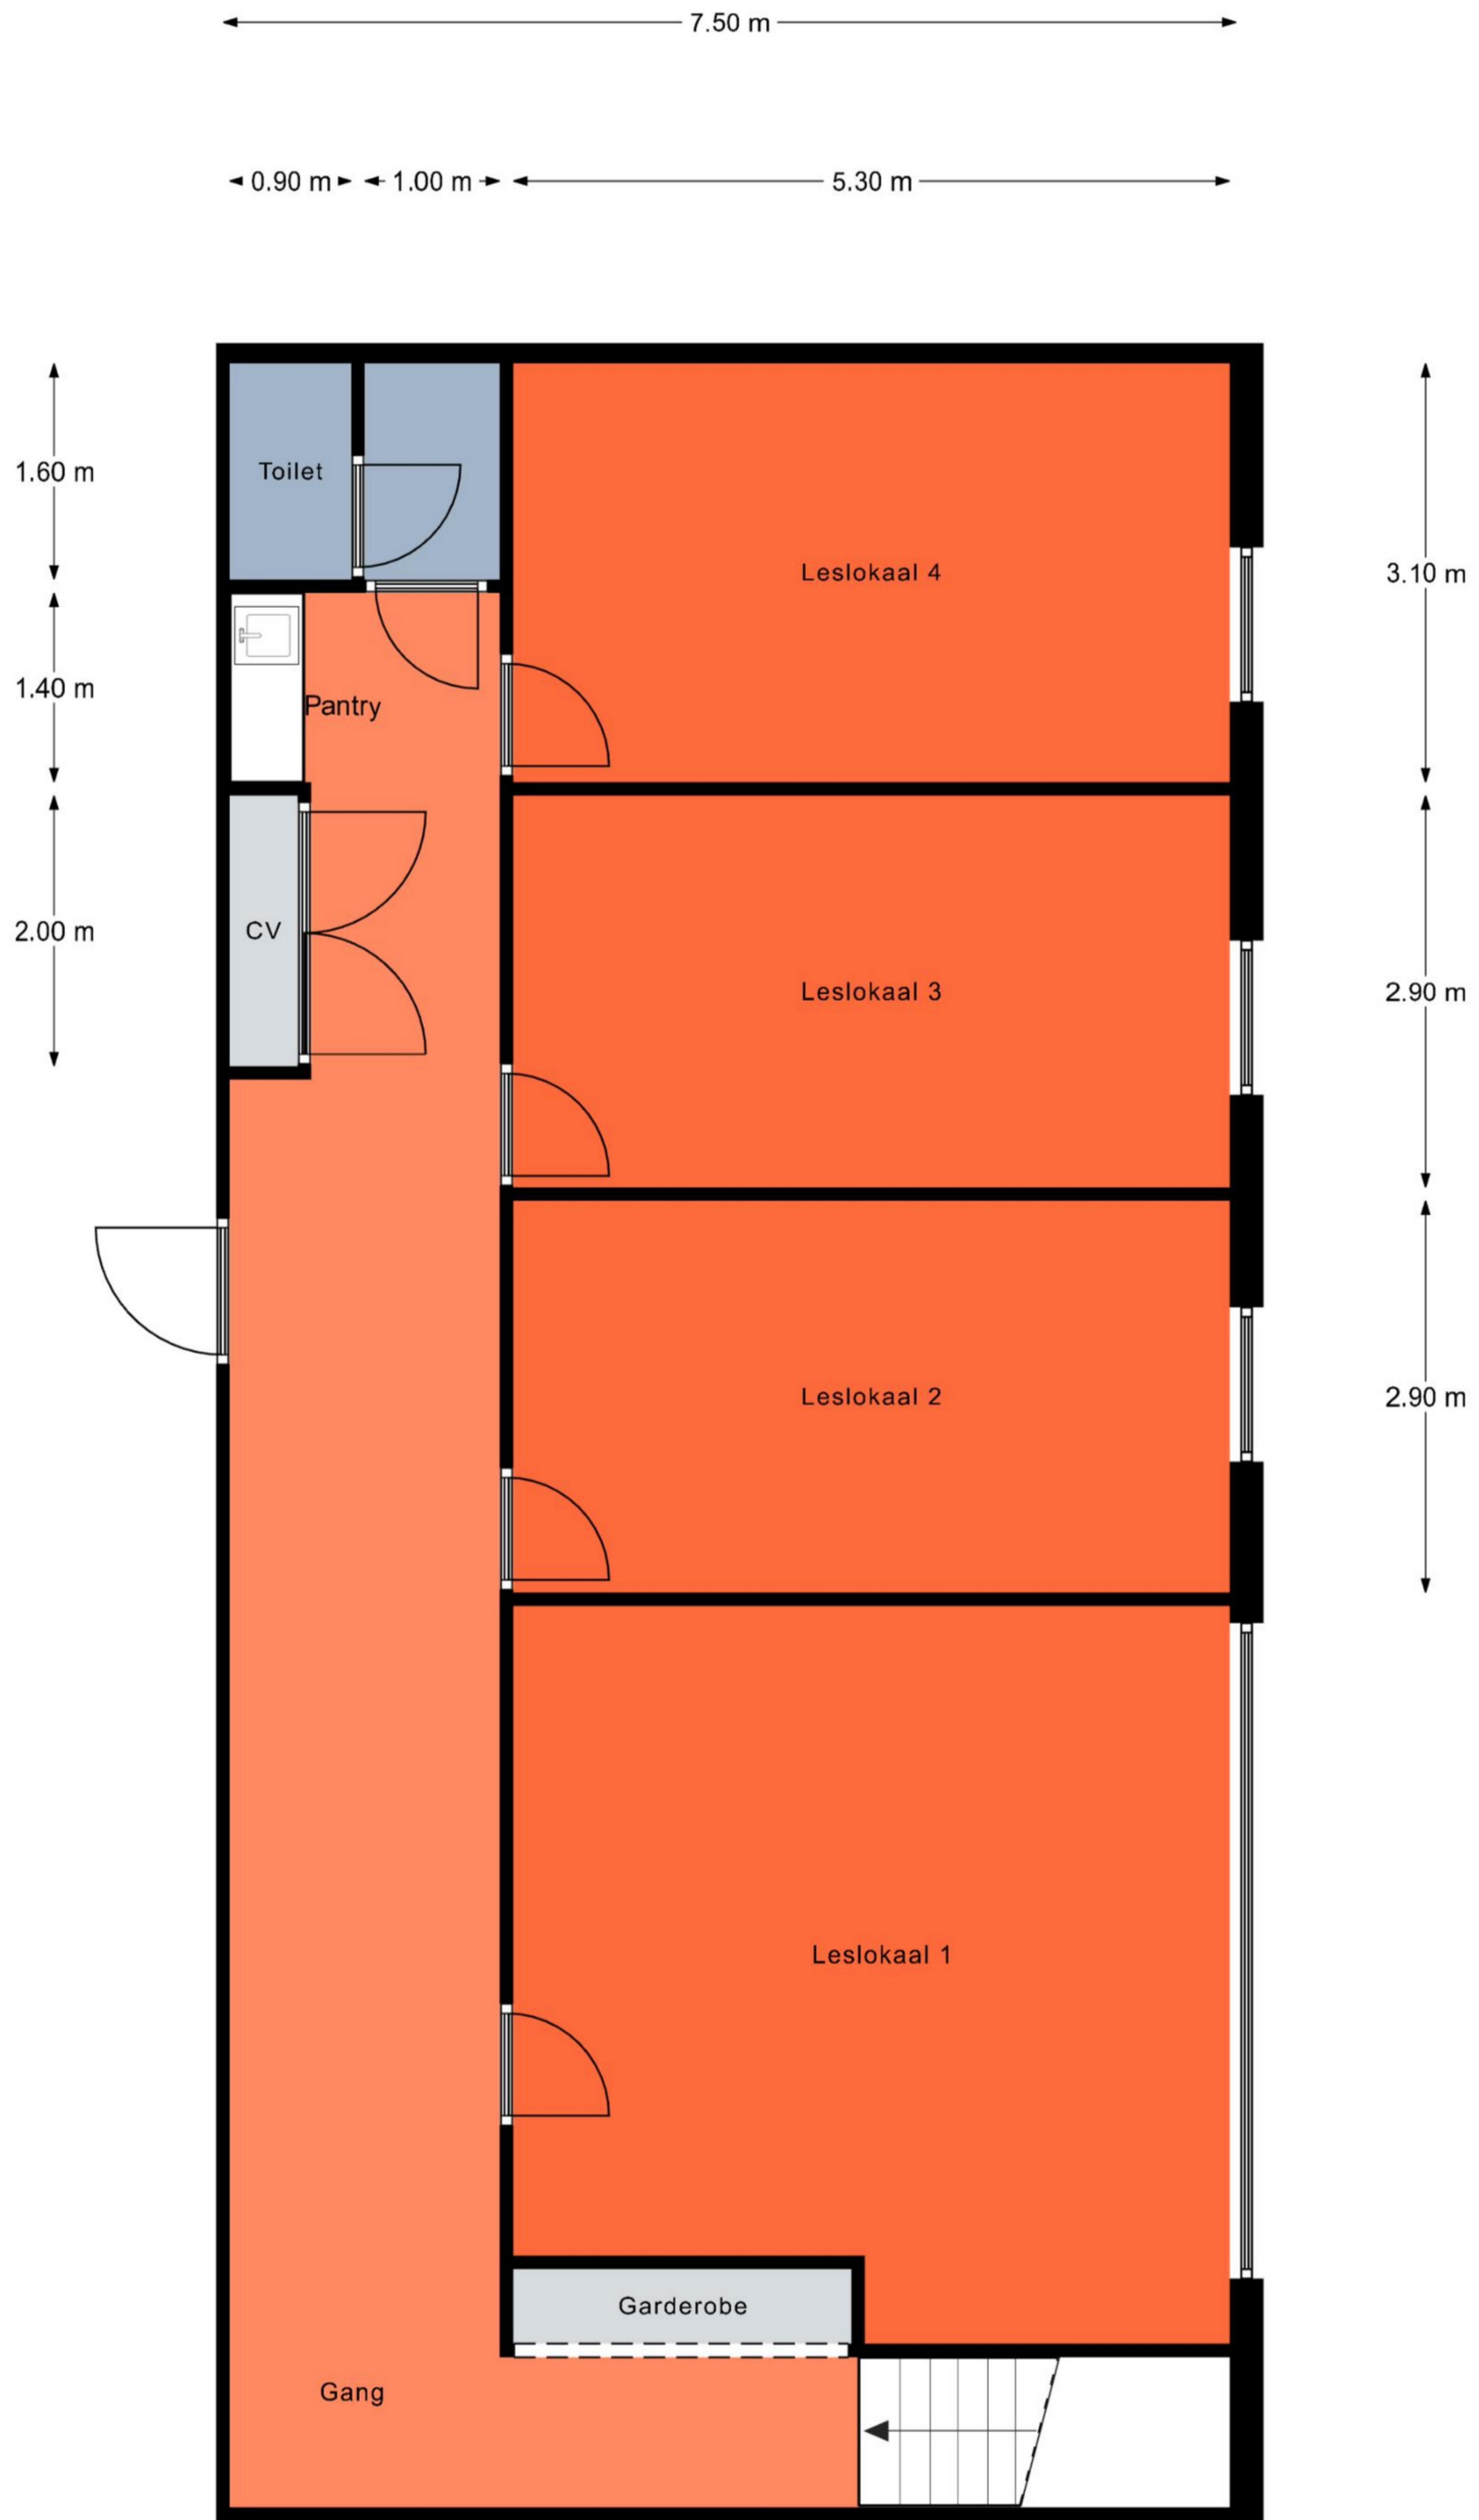 7.50 m
0.90 m
1.00 m
5.30 m
1.60 m
Toilet
Leslokaal 4
3.10 m
1.40 m
Pantry
2.00 m
CV
Leslokaal 3
2.90 m
Leslokaal 2
2.90 m
Leslokaal 1
Garderobe
Gang